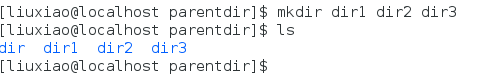 [liuxiao@localhost parentdir]$ mkdir dir1 dir2 dir3
[liuxiao@localhost parentdir]$ ls
dir  dir1  dir2  dir3
[liuxiao@localhost parentdir]$